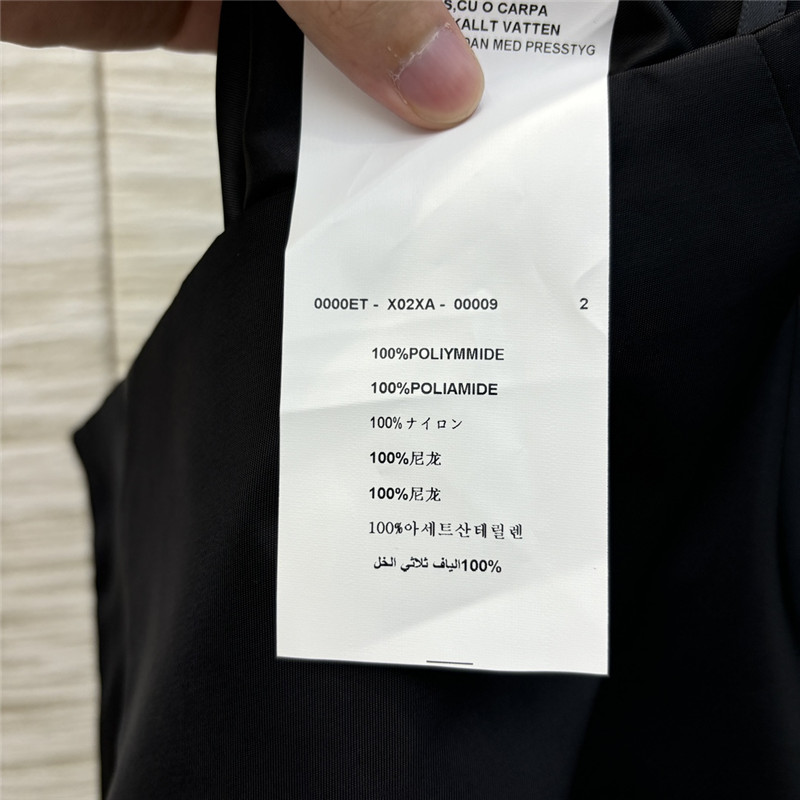 S,CU O CARPA
KALLT VATTEN
DAN MED PRESSTYG
0000ET - X02XA - 00009 2
100%POLIYMMIDE
100%POLIAMIDE
100%ナイロン
100%尼龙
100%尼龙
100%아세트산테릴렌
100%الياف ثلاثي الخل